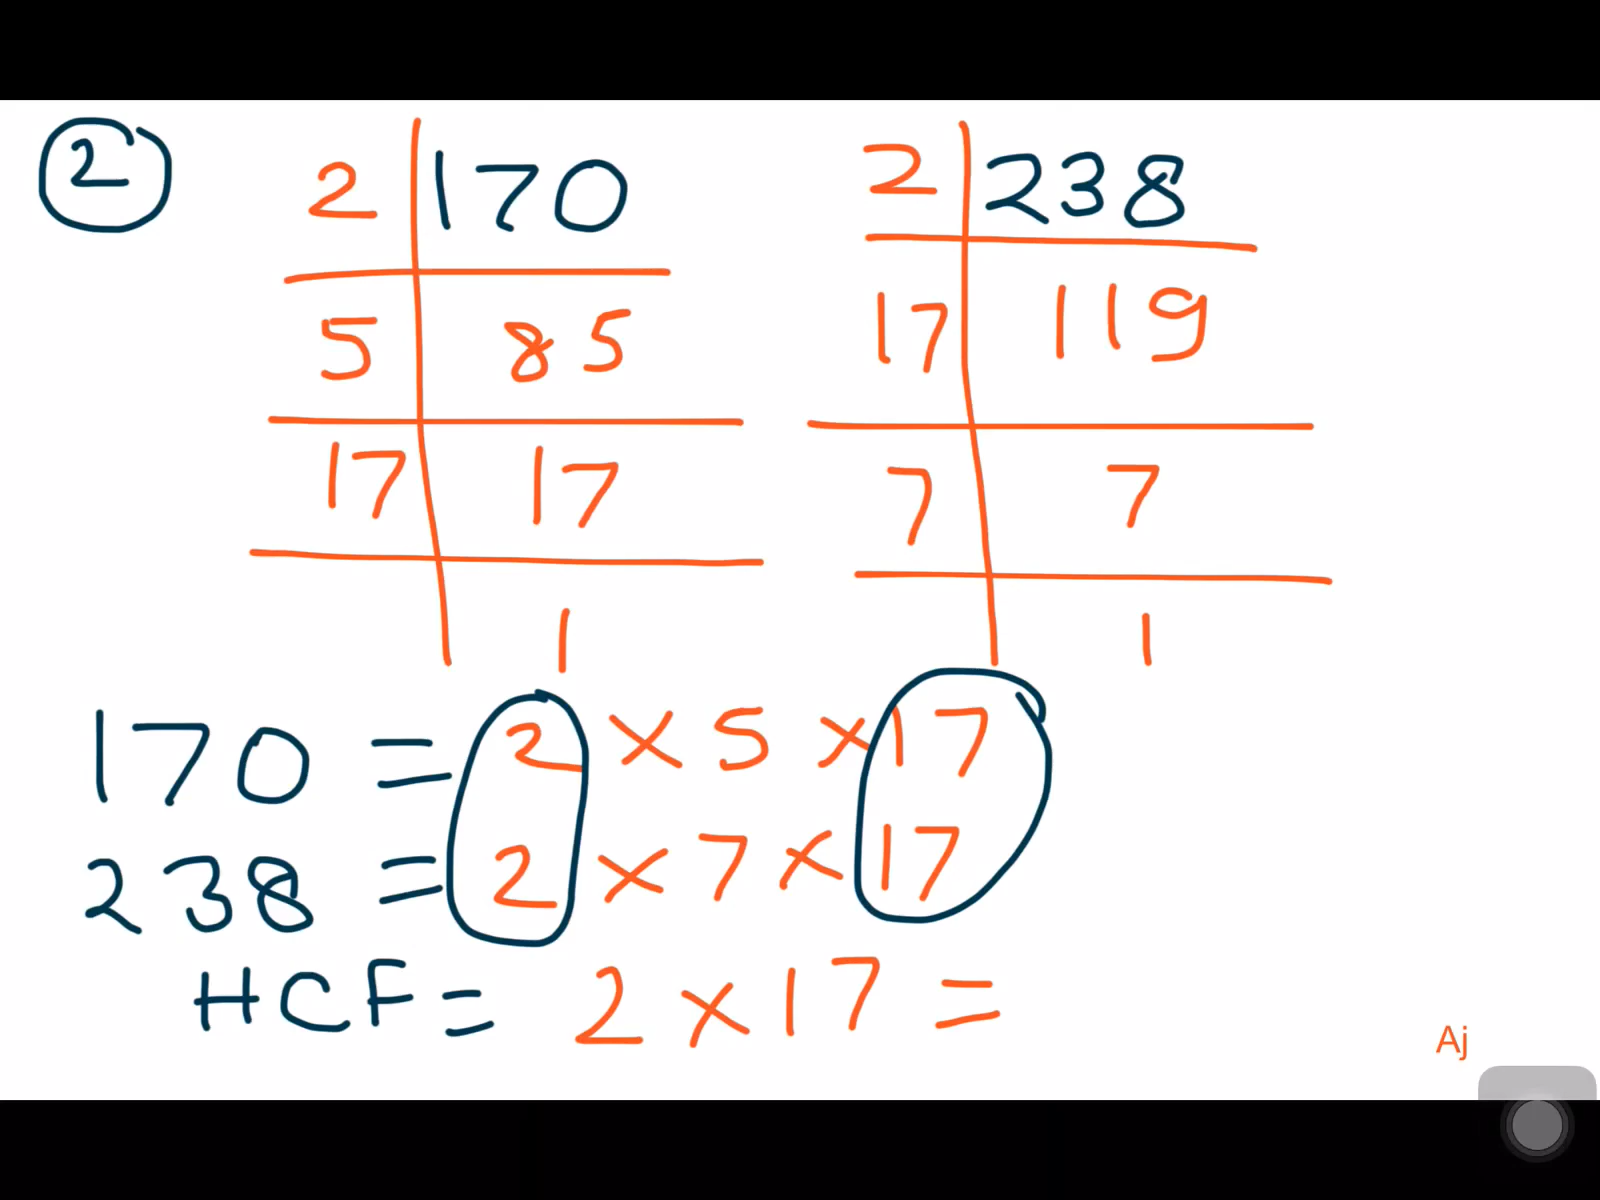 ②
2 | 170
5 | 85
17 | 17
1
2 | 238
17 | 119
7 | 7
1
170 = 2 × 5 × 17
238 = 2 × 7 × 17
HCF = 2 × 17 =
Aj